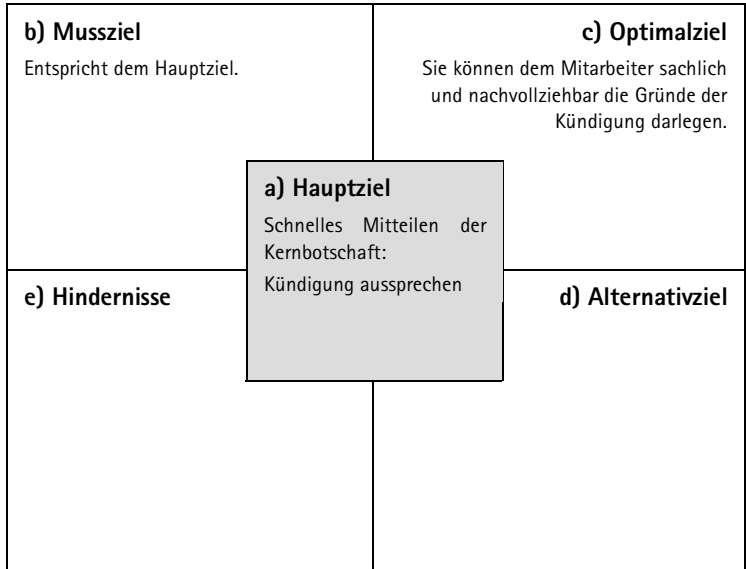 b) Mussziel
Entspricht dem Hauptziel.
c) Optimalziel
Sie können dem Mitarbeiter sachlich
und nachvollziehbar die Gründe der
Kündigung darlegen.
a) Hauptziel
Schnelles Mitteilen der
Kernbotschaft:
Kündigung aussprechen
e) Hindernisse
d) Alternativziel